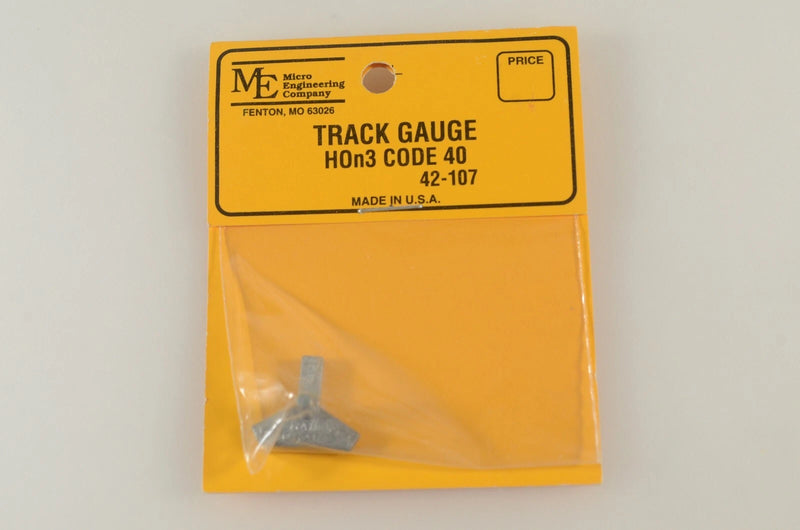 ME Micro
Engineering
Company
FENTON, MO 63026
PRICE
TRACK GAUGE
HOn3 CODE 40
42-107
MADE IN U.S.A.